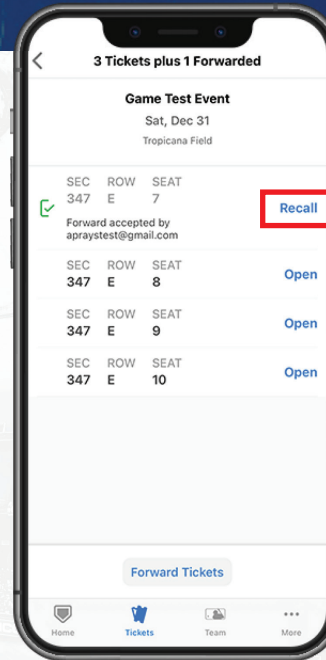 3 Tickets plus 1 Forwarded
Game Test Event
Sat, Dec 31
Tropicana Field
SEC ROW SEAT
347 E 7
Recall
Forward accepted by
apraystest@gmail.com
SEC ROW SEAT
347 E 8
Open
SEC ROW SEAT
347 E 9
Open
SEC ROW SEAT
347 E 10
Open
Forward Tickets
Home Tickets Team More